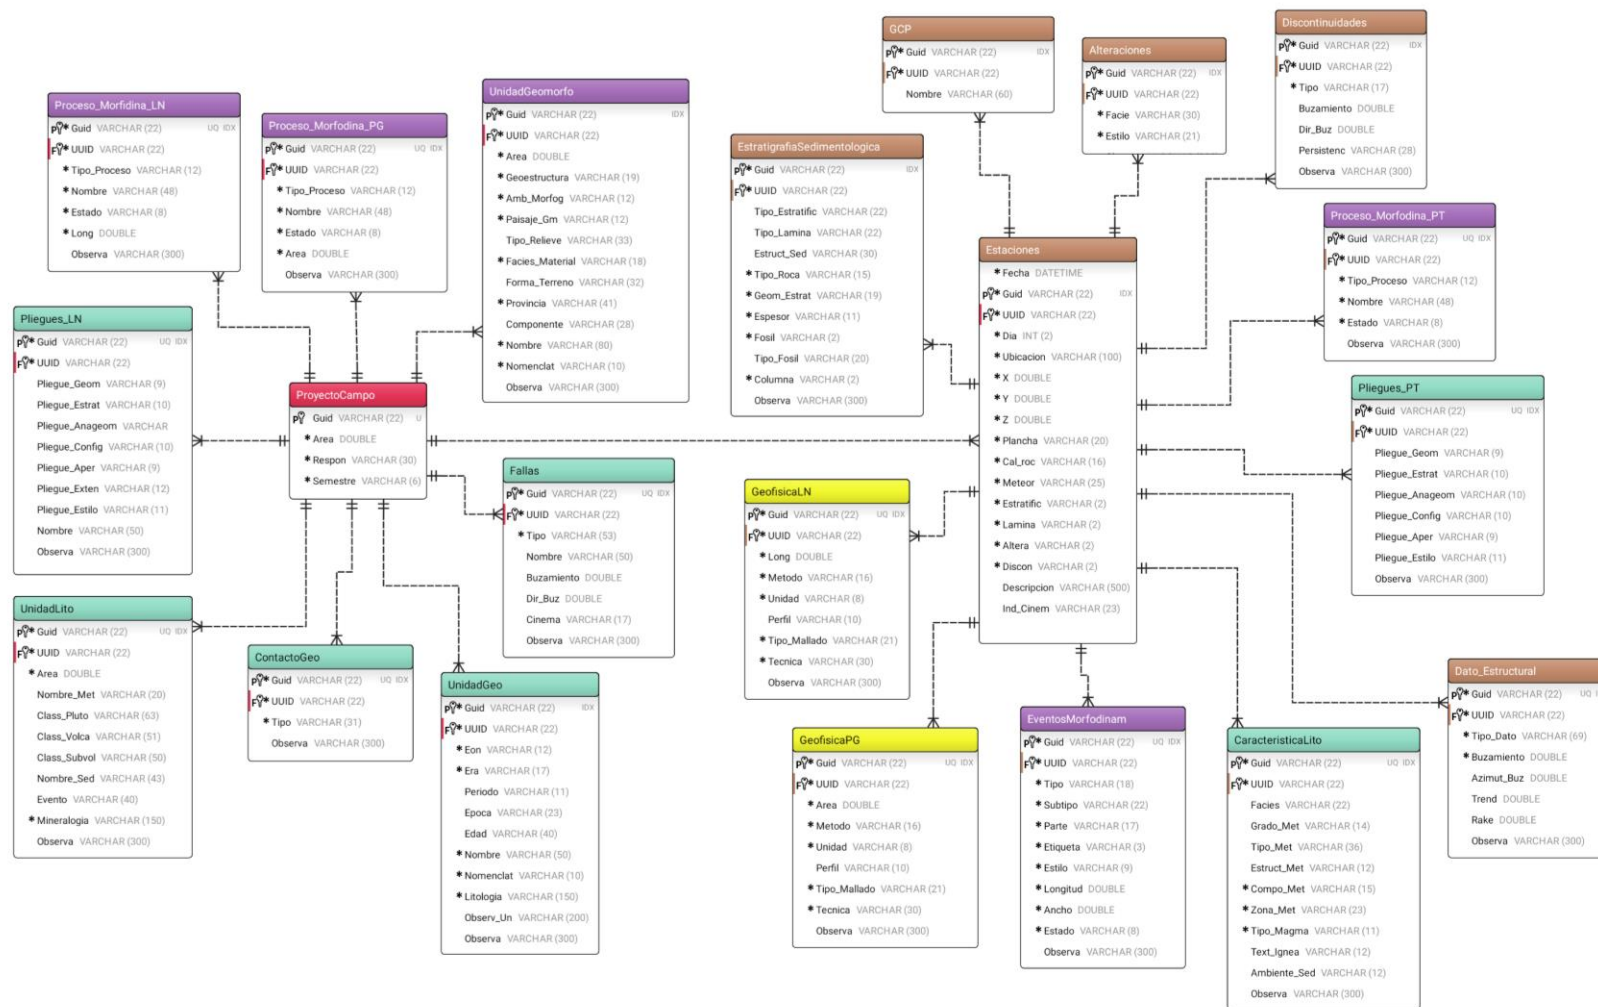 Proceso_Morfidina_LN
P* Guid VARCHAR (22) UQ IDX
F* UUID VARCHAR (22)
* Tipo_Proceso VARCHAR (12)
* Nombre VARCHAR (48)
* Estado VARCHAR (8)
* Long DOUBLE
Observa VARCHAR (300)
Proceso_Morfodina_PG
P* Guid VARCHAR (22) UQ IDX
F* UUID VARCHAR (22)
* Tipo_Proceso VARCHAR (12)
* Nombre VARCHAR (48)
* Estado VARCHAR (8)
* Area DOUBLE
Observa VARCHAR (300)
UnidadGeomorfo
P* Guid VARCHAR (22) IDX
F* UUID VARCHAR (22)
* Area DOUBLE
* Geoestructura VARCHAR (19)
* Amb_Morfog VARCHAR (12)
* Paisaje_Gm VARCHAR (12)
Tipo_Relieve VARCHAR (33)
* Facies_Material VARCHAR (18)
Forma_Terreno VARCHAR (32)
* Provincia VARCHAR (41)
Componente VARCHAR (28)
* Nombre VARCHAR (80)
* Nomenclat VARCHAR (10)
Observa VARCHAR (300)
GCP
P* Guid VARCHAR (22) IDX
F* UUID VARCHAR (22)
Nombre VARCHAR (60)
Alteraciones
P* Guid VARCHAR (22) IDX
F* UUID VARCHAR (22)
* Facie VARCHAR (30)
* Estilo VARCHAR (21)
Discontinuidades
P* Guid VARCHAR (22) IDX
F* UUID VARCHAR (22)
* Tipo VARCHAR (17)
Buzamiento DOUBLE
Dir_Buz DOUBLE
Persistenc VARCHAR (28)
Observa VARCHAR (300)
EstratigrafiaSedimentologica
P* Guid VARCHAR (22) IDX
F* UUID VARCHAR (22)
Tipo_Estratific VARCHAR (22)
Tipo_Lamina VARCHAR (22)
Estruct_Sed VARCHAR (30)
* Tipo_Roca VARCHAR (15)
* Geom_Estrat VARCHAR (19)
* Espesor VARCHAR (11)
* Fosil VARCHAR (2)
Tipo_Fosil VARCHAR (20)
* Columna VARCHAR (2)
Observa VARCHAR (300)
Estaciones
* Fecha DATETIME
P* Guid VARCHAR (22) IDX
F* UUID VARCHAR (22)
* Dia INT (2)
* Ubicacion VARCHAR (100)
* X DOUBLE
* Y DOUBLE
* Z DOUBLE
* Plancha VARCHAR (20)
* Cal_roc VARCHAR (16)
* Meteor VARCHAR (25)
* Estratific VARCHAR (2)
* Lamina VARCHAR (2)
* Altera VARCHAR (2)
* Discon VARCHAR (2)
Descripcion VARCHAR (500)
Ind_Cinem VARCHAR (23)
Proceso_Morfodina_PT
P* Guid VARCHAR (22) UQ IDX
F* UUID VARCHAR (22)
* Tipo_Proceso VARCHAR (12)
* Nombre VARCHAR (48)
* Estado VARCHAR (8)
Observa VARCHAR (300)
Pliegues_LN
P* Guid VARCHAR (22) UQ IDX
F* UUID VARCHAR (22)
Pliegue_Geom VARCHAR (9)
Pliegue_Estrat VARCHAR (10)
Pliegue_Anageom VARCHAR
Pliegue_Config VARCHAR (10)
Pliegue_Aper VARCHAR (9)
Pliegue_Exten VARCHAR (12)
Pliegue_Estilo VARCHAR (11)
Nombre VARCHAR (50)
Observa VARCHAR (300)
ProyectoCampo
P Guid VARCHAR (22) U
* Area DOUBLE
* Respon VARCHAR (30)
* Semestre VARCHAR (6)
Pliegues_PT
P* Guid VARCHAR (22) UQ IDX
F* UUID VARCHAR (22)
Pliegue_Geom VARCHAR (9)
Pliegue_Estrat VARCHAR (10)
Pliegue_Anageom VARCHAR (10)
Pliegue_Config VARCHAR (10)
Pliegue_Aper VARCHAR (9)
Pliegue_Estilo VARCHAR (11)
Observa VARCHAR (300)
Fallas
P* Guid VARCHAR (22) UQ IDX
F* UUID VARCHAR (22)
* Tipo VARCHAR (53)
Nombre VARCHAR (50)
Buzamiento DOUBLE
Dir_Buz DOUBLE
Cinema VARCHAR (17)
Observa VARCHAR (300)
GeofisicaLN
P* Guid VARCHAR (22) UQ IDX
F* UUID VARCHAR (22)
* Long DOUBLE
* Metodo VARCHAR (16)
* Unidad VARCHAR (8)
Perfil VARCHAR (10)
* Tipo_Mallado VARCHAR (21)
* Tecnica VARCHAR (30)
Observa VARCHAR (300)
UnidadLito
P* Guid VARCHAR (22) UQ IDX
F* UUID VARCHAR (22)
* Area DOUBLE
Nombre_Met VARCHAR (20)
Class_Pluto VARCHAR (63)
Class_Volca VARCHAR (51)
Class_Subvol VARCHAR (50)
Nombre_Sed VARCHAR (43)
Evento VARCHAR (40)
* Mineralogia VARCHAR (150)
Observa VARCHAR (300)
ContactoGeo
P* Guid VARCHAR (22) UQ IDX
F* UUID VARCHAR (22)
* Tipo VARCHAR (31)
Observa VARCHAR (300)
UnidadGeo
P* Guid VARCHAR (22) IDX
F* UUID VARCHAR (22)
* Eon VARCHAR (12)
* Era VARCHAR (17)
Periodo VARCHAR (11)
Epoca VARCHAR (23)
Edad VARCHAR (40)
* Nombre VARCHAR (50)
* Nomenclat VARCHAR (10)
* Litologia VARCHAR (150)
Observ_Un VARCHAR (200)
Observa VARCHAR (300)
GeofisicaPG
P* Guid VARCHAR (22) UQ IDX
F* UUID VARCHAR (22)
* Area DOUBLE
* Metodo VARCHAR (16)
* Unidad VARCHAR (8)
Perfil VARCHAR (10)
* Tipo_Mallado VARCHAR (21)
* Tecnica VARCHAR (30)
Observa VARCHAR (300)
EventosMorfodinam
P* Guid VARCHAR (22) UQ IDX
F* UUID VARCHAR (22)
* Tipo VARCHAR (18)
* Subtipo VARCHAR (22)
* Parte VARCHAR (17)
* Etiqueta VARCHAR (3)
* Estilo VARCHAR (9)
* Longitud DOUBLE
* Ancho DOUBLE
* Estado VARCHAR (8)
Observa VARCHAR (300)
CaracteristicaLito
P* Guid VARCHAR (22) UQ IDX
F* UUID VARCHAR (22)
Facies VARCHAR (22)
Grado_Met VARCHAR (14)
Tipo_Met VARCHAR (36)
Estruct_Met VARCHAR (12)
* Compo_Met VARCHAR (15)
* Zona_Met VARCHAR (23)
* Tipo_Magma VARCHAR (11)
Text_Ignea VARCHAR (12)
Ambiente_Sed VARCHAR (12)
Observa VARCHAR (300)
Dato_Estructural
P* Guid VARCHAR (22) UQ
F* UUID VARCHAR (22)
* Tipo_Dato VARCHAR (69)
* Buzamiento DOUBLE
Azimut_Buz DOUBLE
Trend DOUBLE
Rake DOUBLE
Observa VARCHAR (300)